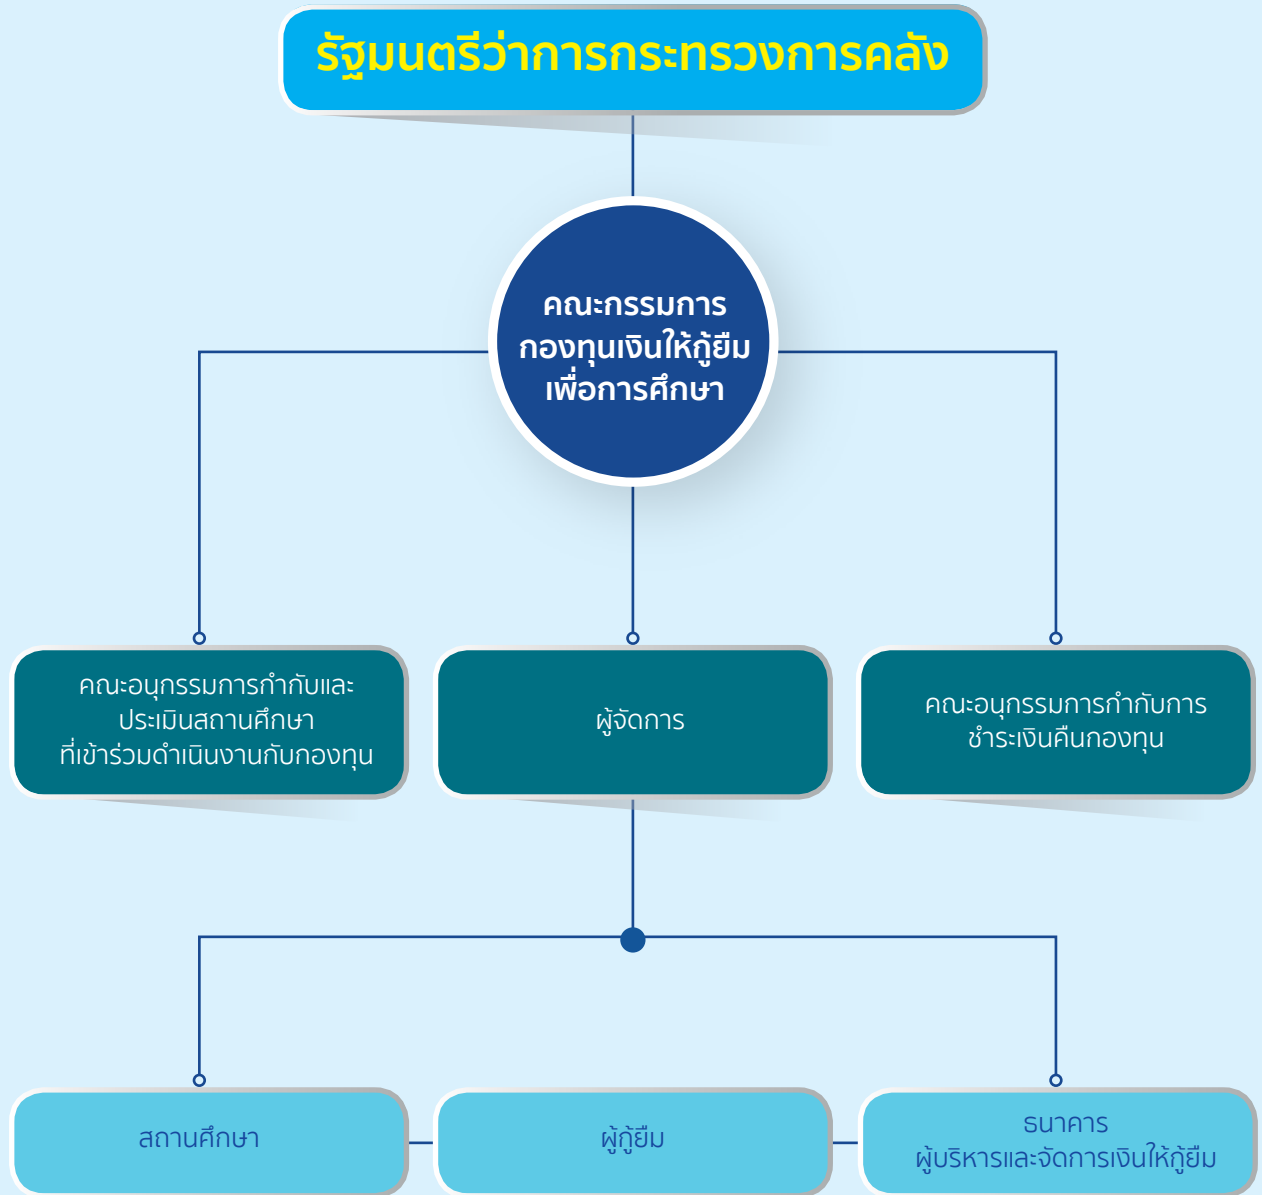 รัฐมนตรีว่าการกระทรวงการคลัง
คณะกรรมการ
กองทุนเงินให้กู้ยืม
เพื่อการศึกษา
คณะอนุกรรมการกำกับและ
ประเมินสถานศึกษา
ที่เข้าร่วมดำเนินงานกับกองทุน
ผู้จัดการ
คณะอนุกรรมการกำกับการ
ชำระเงินคืนกองทุน
สถานศึกษา
ผู้กู้ยืม
ธนาคาร
ผู้บริหารและจัดการเงินให้กู้ยืม